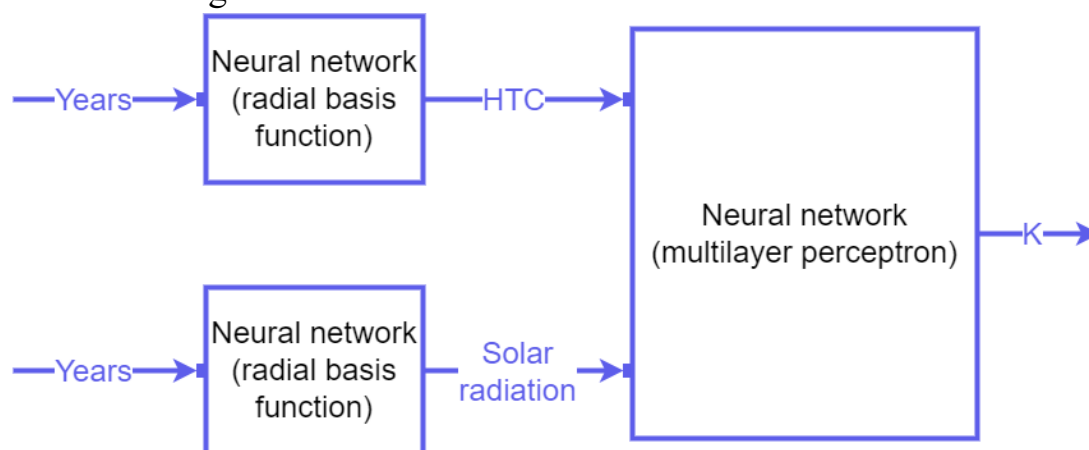 Years
Neural network
(radial basis
function)
HTC
Neural network
(multilayer perceptron)
K
Years
Neural network
(radial basis
function)
Solar
radiation